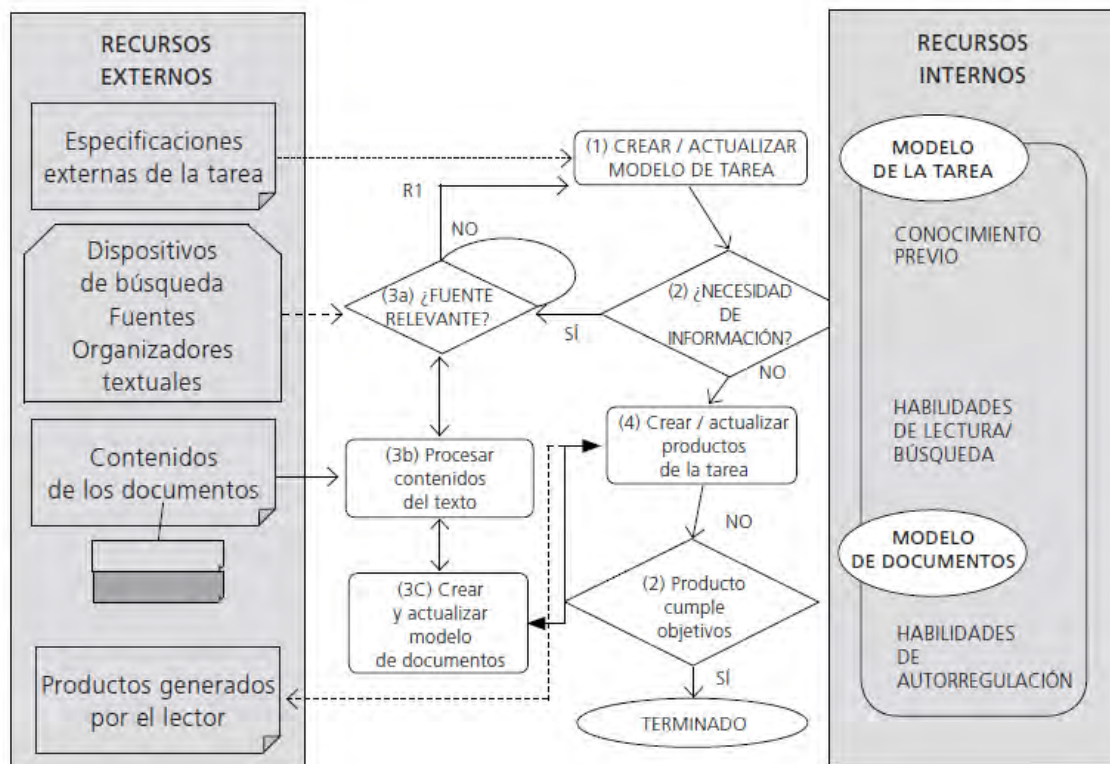 RECURSOS
EXTERNOS
Especificaciones
externas de la tarea
Dispositivos
de búsqueda
Fuentes
Organizadores
textuales
Contenidos
de los documentos
Productos generados
por el lector
(1) CREAR / ACTUALIZAR
MODELO DE TAREA
R1
NO
(3a) ¿FUENTE
RELEVANTE?
SÍ
(2) ¿NECESIDAD
DE
INFORMACIÓN?
NO
(3b) Procesar
contenidos
del texto
(4) Crear / actualizar
productos
de la tarea
NO
(3C) Crear
y actualizar
modelo
de documentos
(2) Producto
cumple
objetivos
SÍ
TERMINADO
RECURSOS
INTERNOS
MODELO
DE LA TAREA
CONOCIMIENTO
PREVIO
HABILIDADES
DE LECTURA/
BÚSQUEDA
MODELO
DE DOCUMENTOS
HABILIDADES
DE
AUTORREGULACIÓN